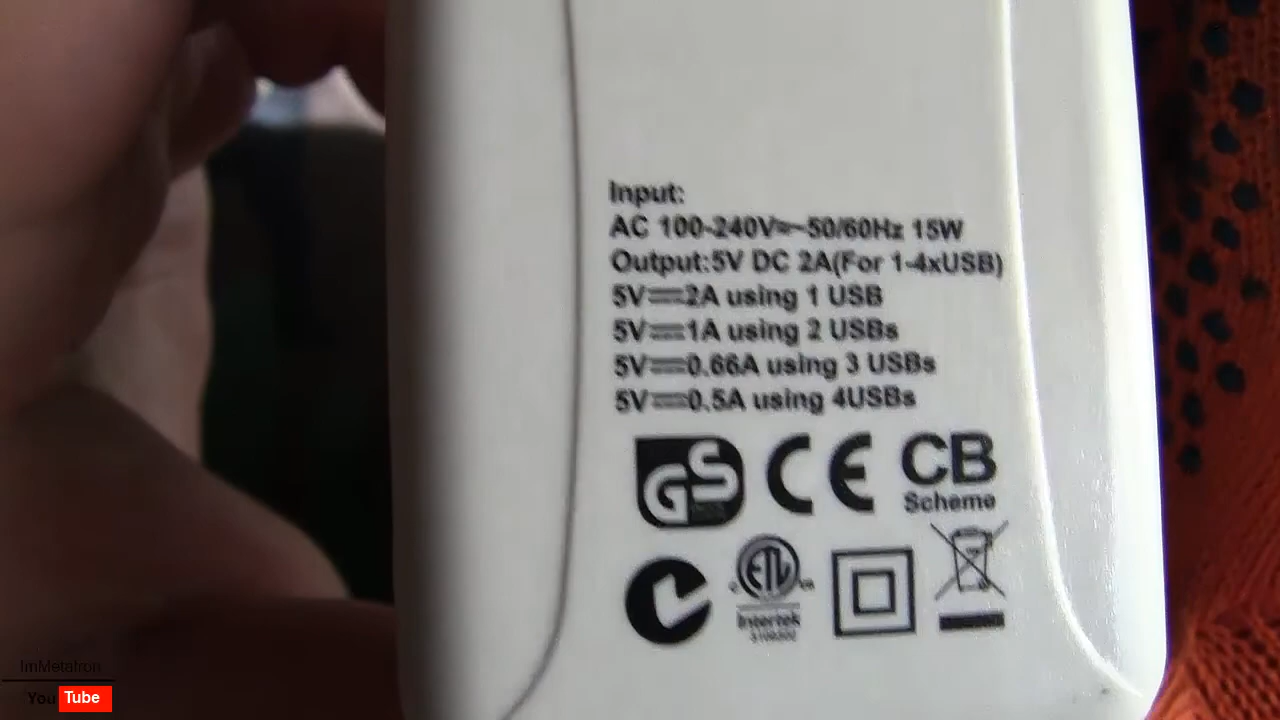 Input:
AC 100-240V≂~50/60Hz 15W
Output:5V DC 2A(For 1-4xUSB)
5V⎓2A using 1 USB
5V⎓1A using 2 USBs
5V⎓0.66A using 3 USBs
5V⎓0.5A using 4USBs
GS CE CB
Scheme
ETL
Intertek
ImMetatron
YouTube